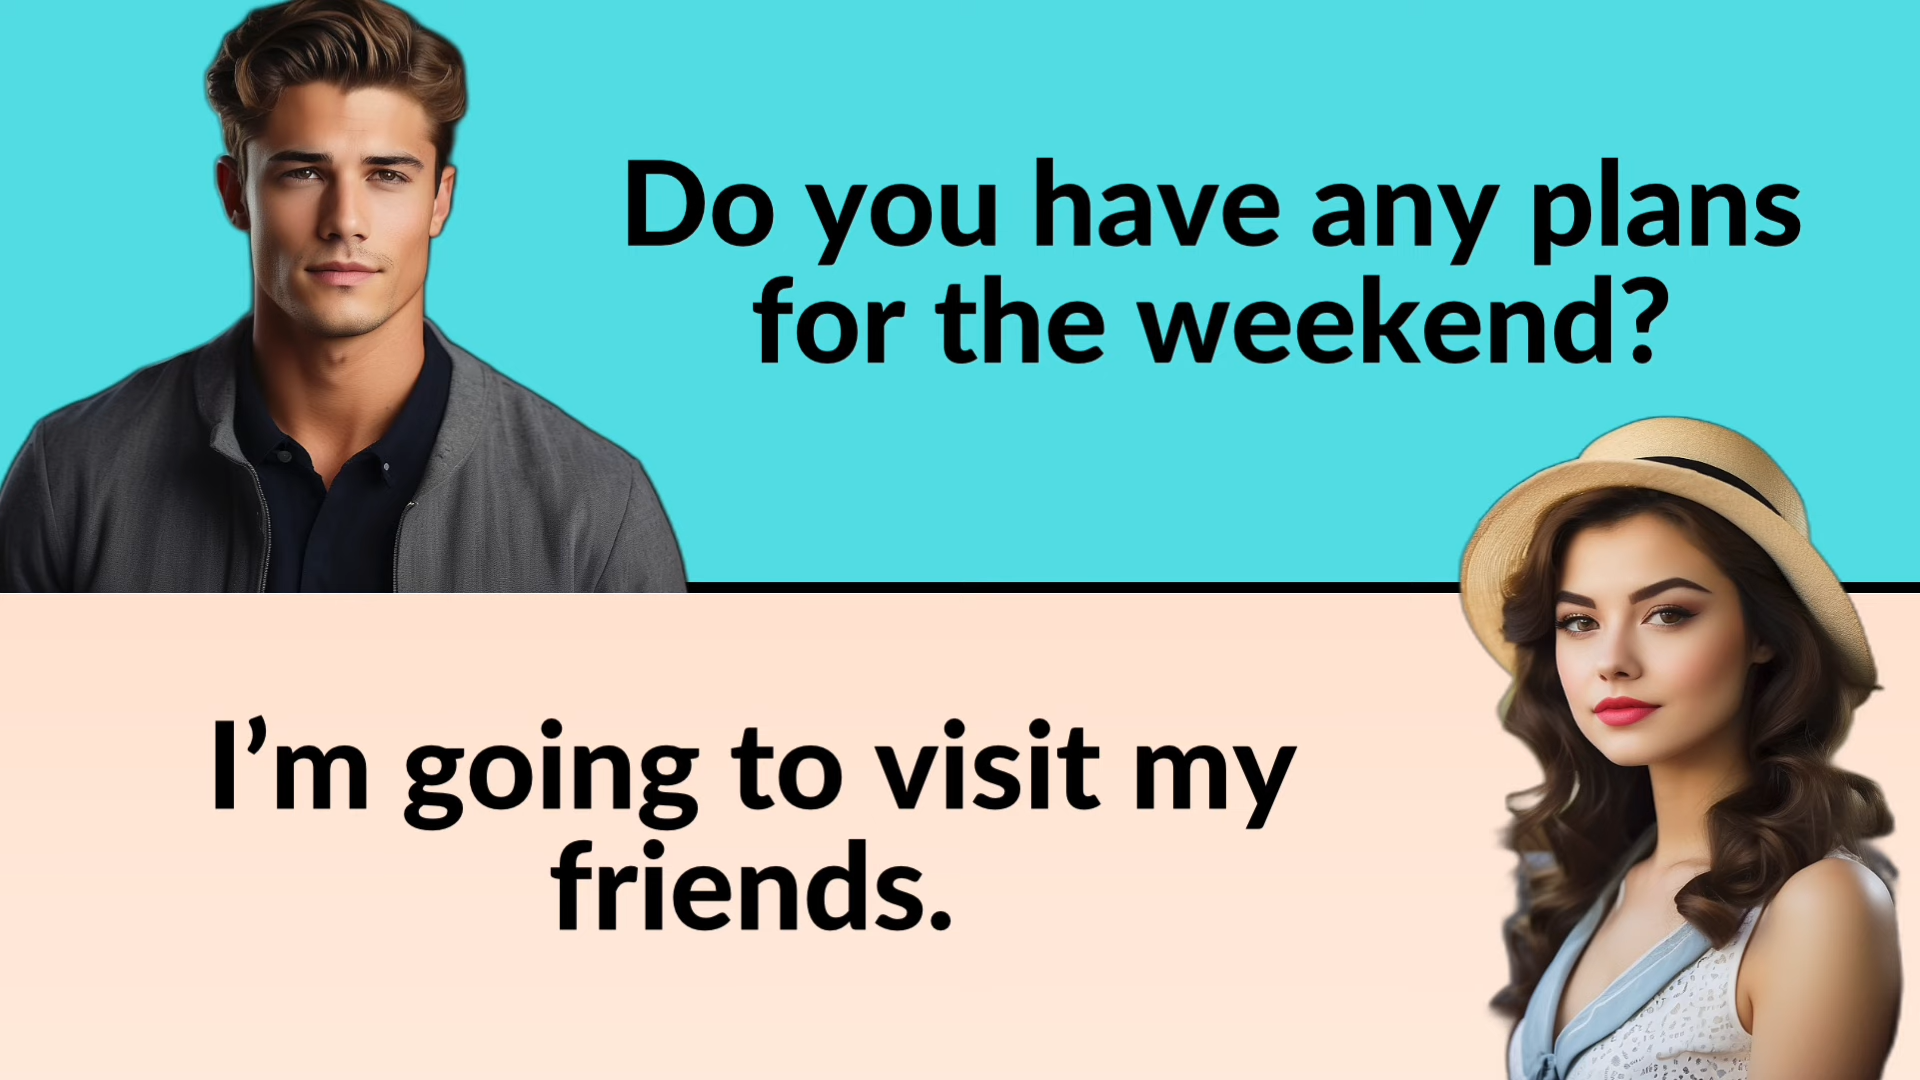 Do you have any plans
for the weekend?
I’m going to visit my
friends.